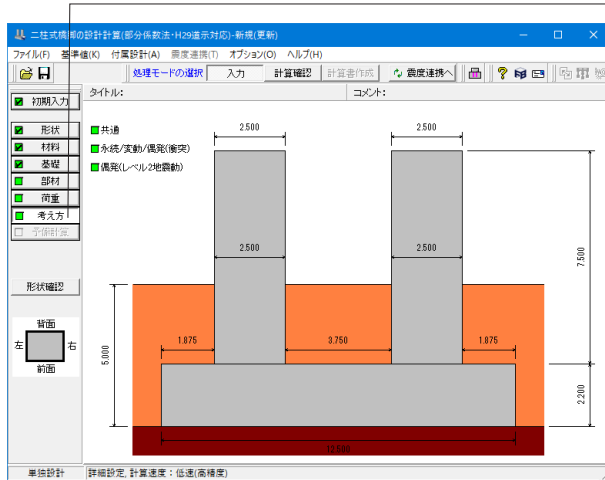 二柱式橋脚の設計計算(部分係数法・H29道示対応)-新規(更新)
ファイル(F) 基準値(K) 付属設計(A) 震度連携(T) オプション(O) ヘルプ(H)
処理モードの選択 入力 計算確認 計算書作成 震度連携へ
初期入力
タイトル: コメント:
形状
材料
基礎
部材
荷重
考え方
予備計算
形状確認
背面
左 右
前面
共通
永続/変動/偶発(衝突)
偶発(レベル2地震動)
2.500 2.500
2.500 2.500
7.500
1.875 3.750 1.875
5.000
2.200
12.500
単独設計 詳細設定, 計算速度:低速(高精度)